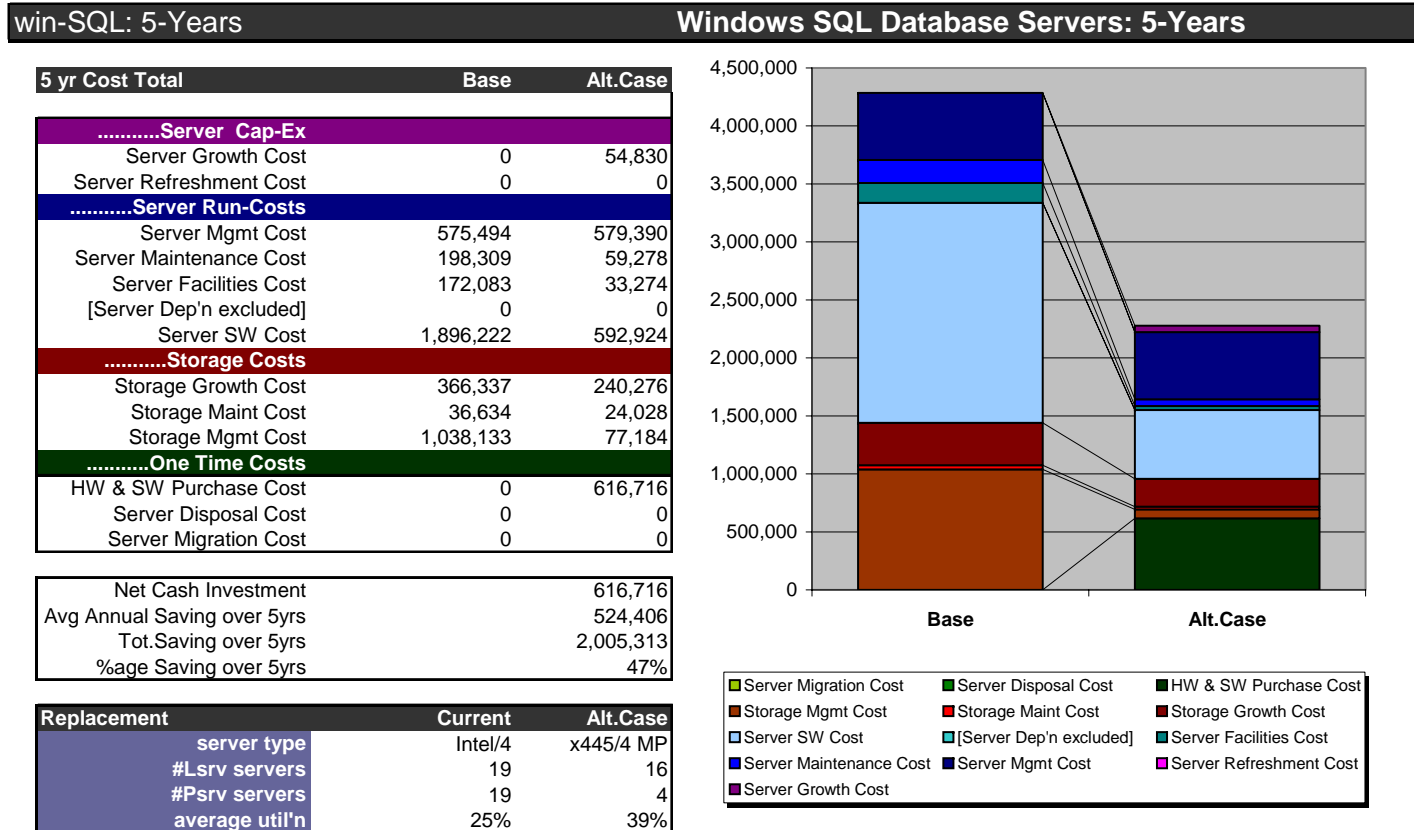 win-SQL: 5-Years
Windows SQL Database Servers: 5-Years
5 yr Cost Total Base Alt.Case
...........Server Cap-Ex
Server Growth Cost 0 54,830
Server Refreshment Cost 0 0
...........Server Run-Costs
Server Mgmt Cost 575,494 579,390
Server Maintenance Cost 198,309 59,278
Server Facilities Cost 172,083 33,274
[Server Dep'n excluded] 0 0
Server SW Cost 1,896,222 592,924
...........Storage Costs
Storage Growth Cost 366,337 240,276
Storage Maint Cost 36,634 24,028
Storage Mgmt Cost 1,038,133 77,184
...........One Time Costs
HW & SW Purchase Cost 0 616,716
Server Disposal Cost 0 0
Server Migration Cost 0 0
Net Cash Investment 616,716
Avg Annual Saving over 5yrs 524,406
Tot.Saving over 5yrs 2,005,313
%age Saving over 5yrs 47%
Replacement Current Alt.Case
server type Intel/4 x445/4 MP
#Lsrv servers 19 16
#Psrv servers 19 4
average util'n 25% 39%
4,500,000
4,000,000
3,500,000
3,000,000
2,500,000
2,000,000
1,500,000
1,000,000
500,000
0
Base Alt.Case
Server Migration Cost Server Disposal Cost HW & SW Purchase Cost
Storage Mgmt Cost Storage Maint Cost Storage Growth Cost
Server SW Cost [Server Dep'n excluded] Server Facilities Cost
Server Maintenance Cost Server Mgmt Cost Server Refreshment Cost
Server Growth Cost